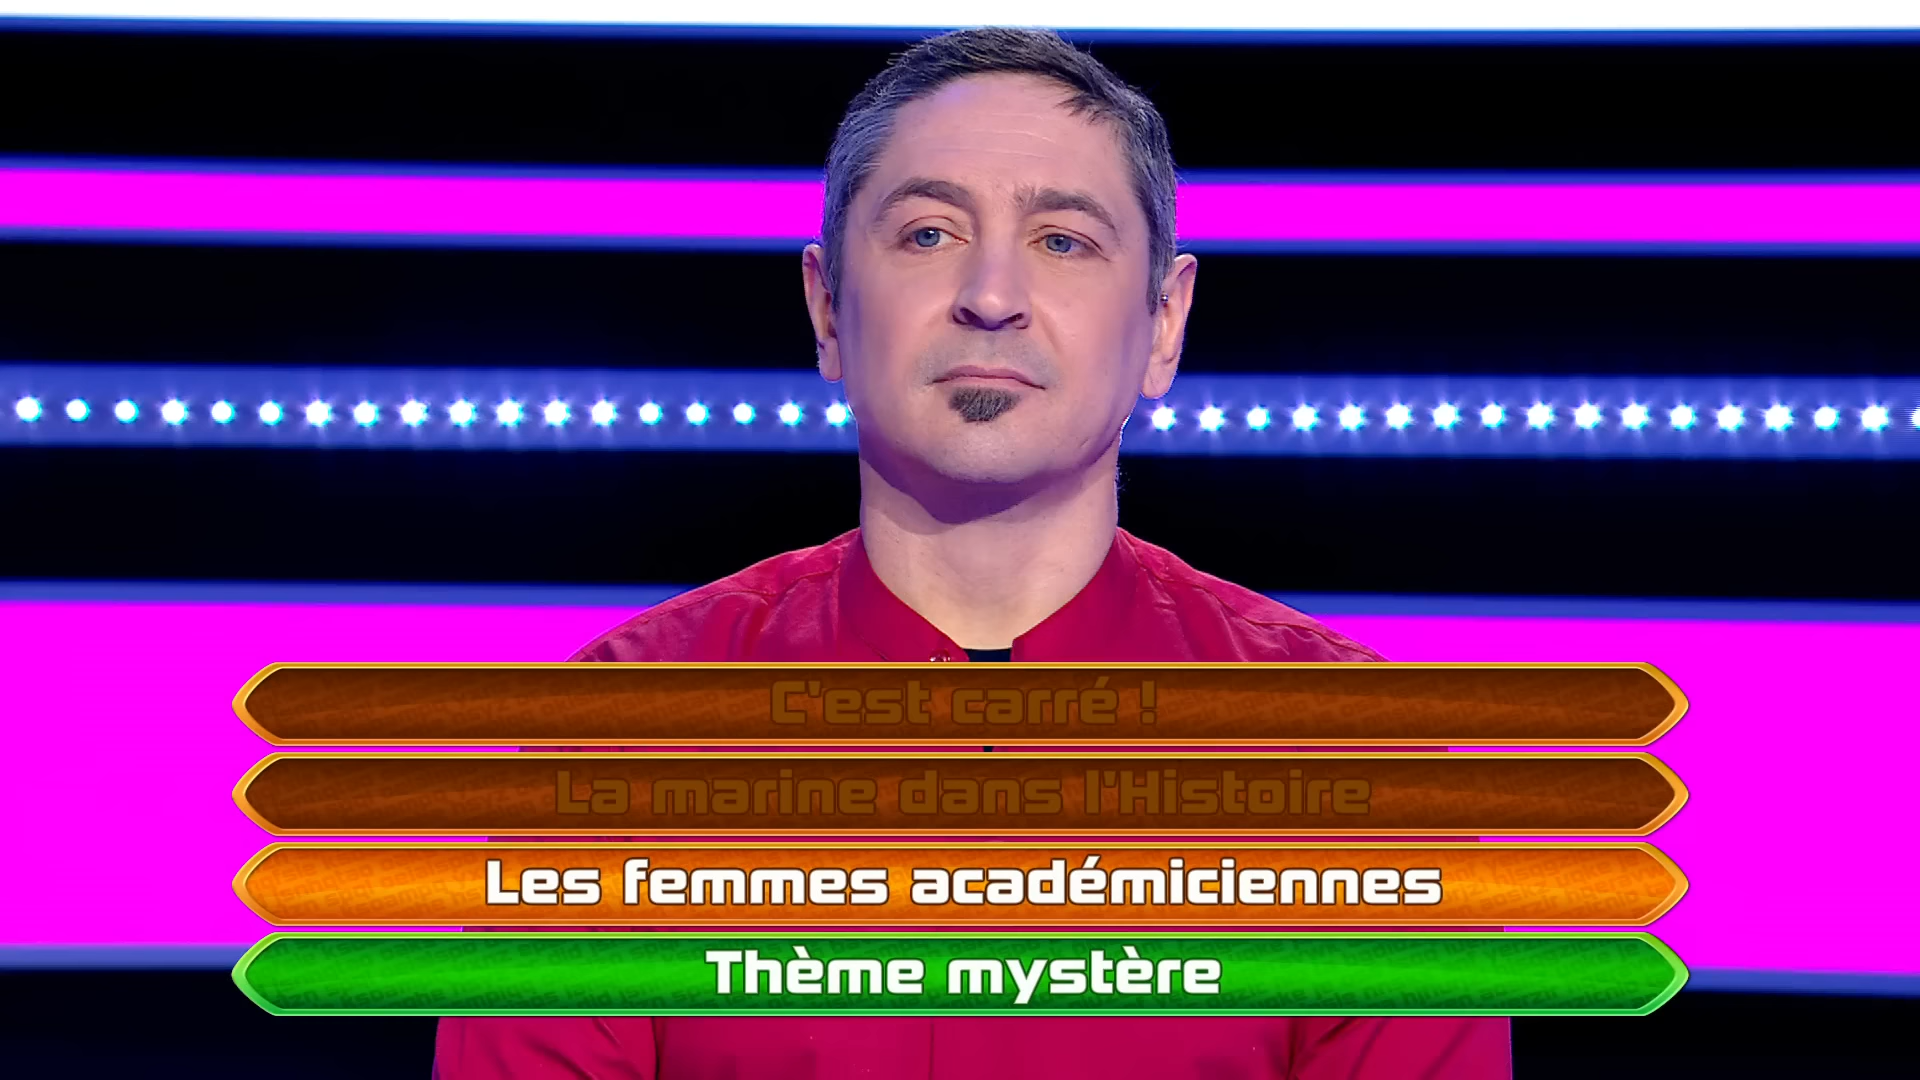 C'est carré !
La marine dans l'Histoire
Les femmes académiciennes
Thème mystère